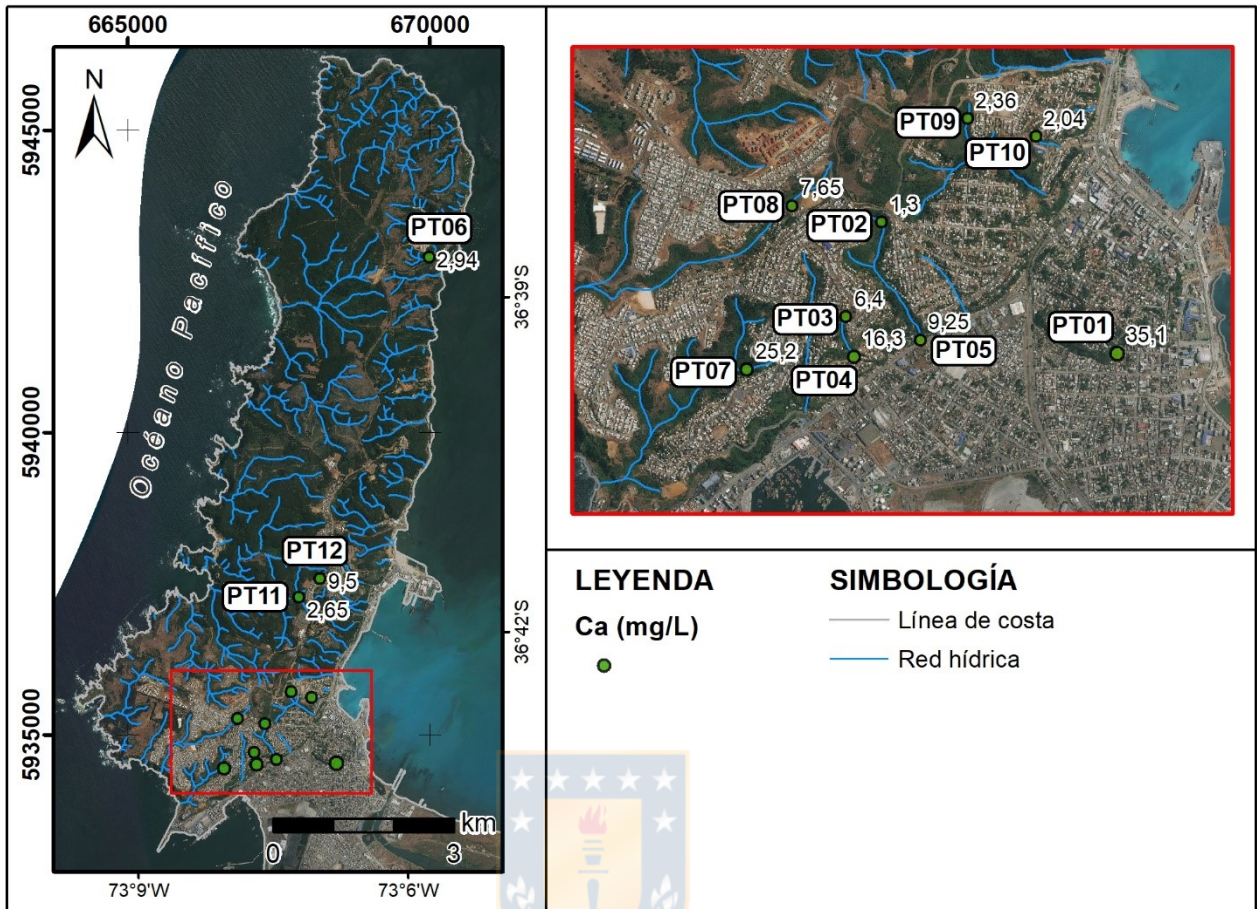 665000
670000
N
5945000
5940000
5935000
Océano Pacífico
PT06
2,94
PT12
9,5
PT11
2,65
36°39'S
36°42'S
km
0
3
73°9'W
73°6'W
2,36
PT09
2,04
PT10
7,65
PT08
1,3
PT02
6,4
PT03
9,25
PT01
35,1
16,3
PT05
25,2
PT07
PT04
LEYENDA
Ca (mg/L)
SIMBOLOGÍA
Línea de costa
Red hídrica